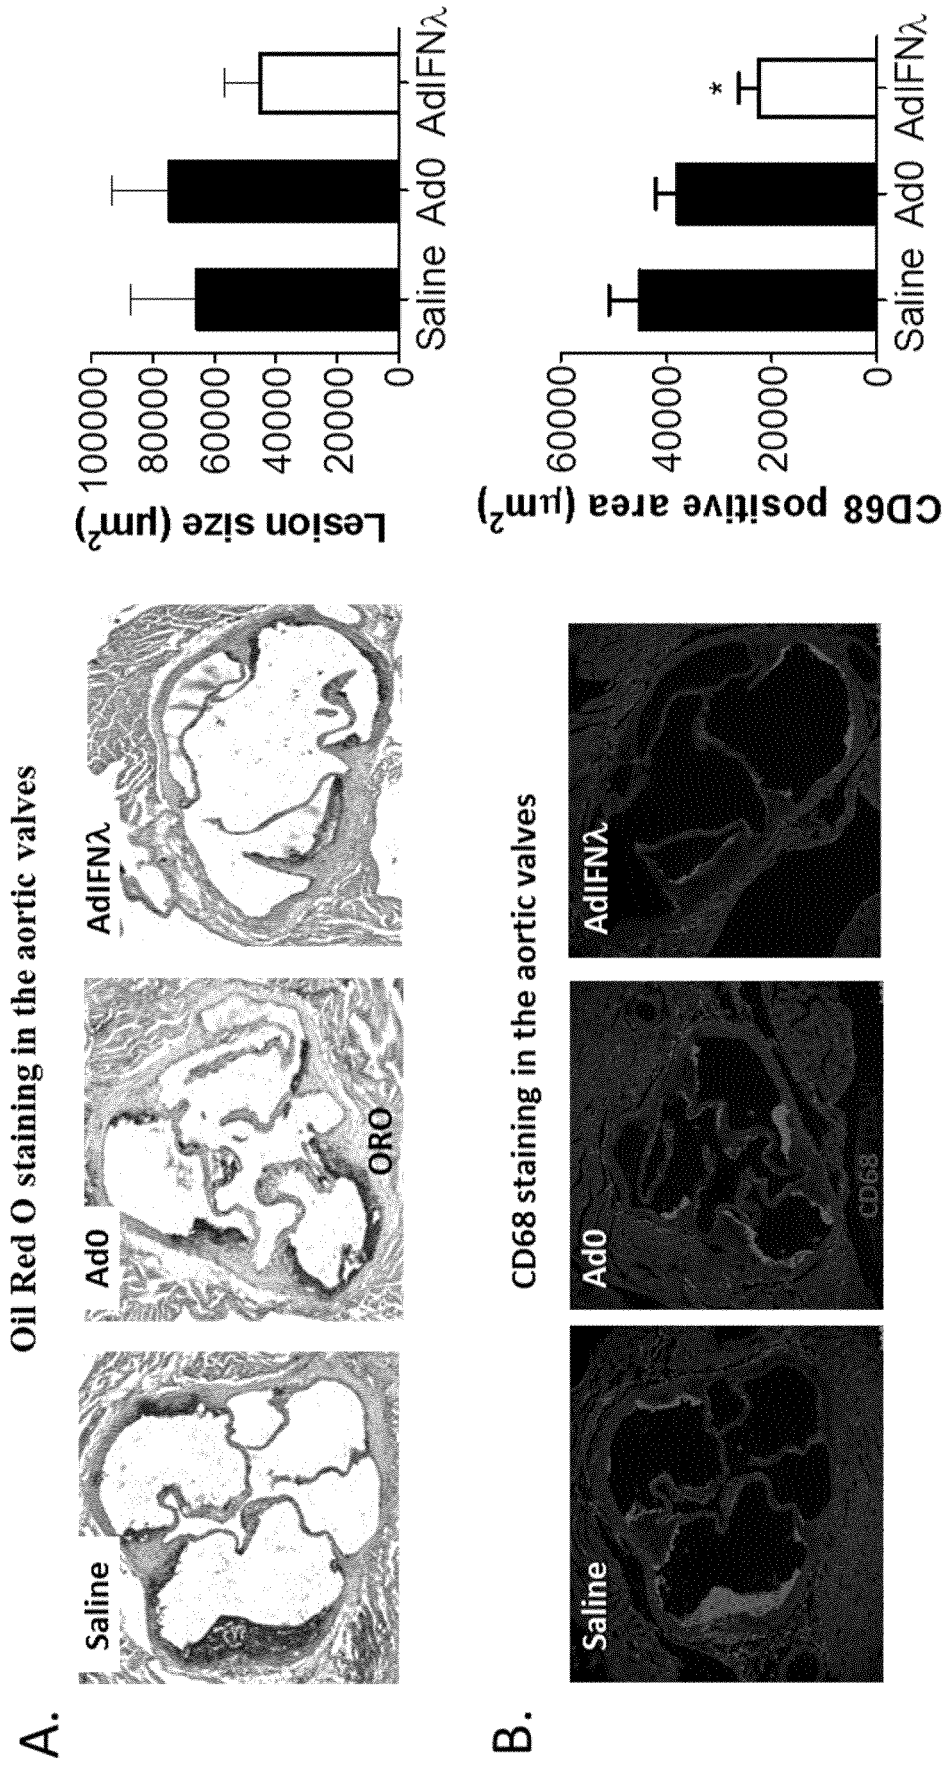 A.
Oil Red O staining in the aortic valves
Saline
Ad0
ORO
AdIFNλ
Lesion size (μm²)
100000
80000
60000
40000
20000
0
Saline Ad0 AdIFNλ
B.
CD68 staining in the aortic valves
Saline
Ad0
CD68
AdIFNλ
CD68 positive area (μm²)
60000
40000
20000
0
*
Saline Ad0 AdIFNλ